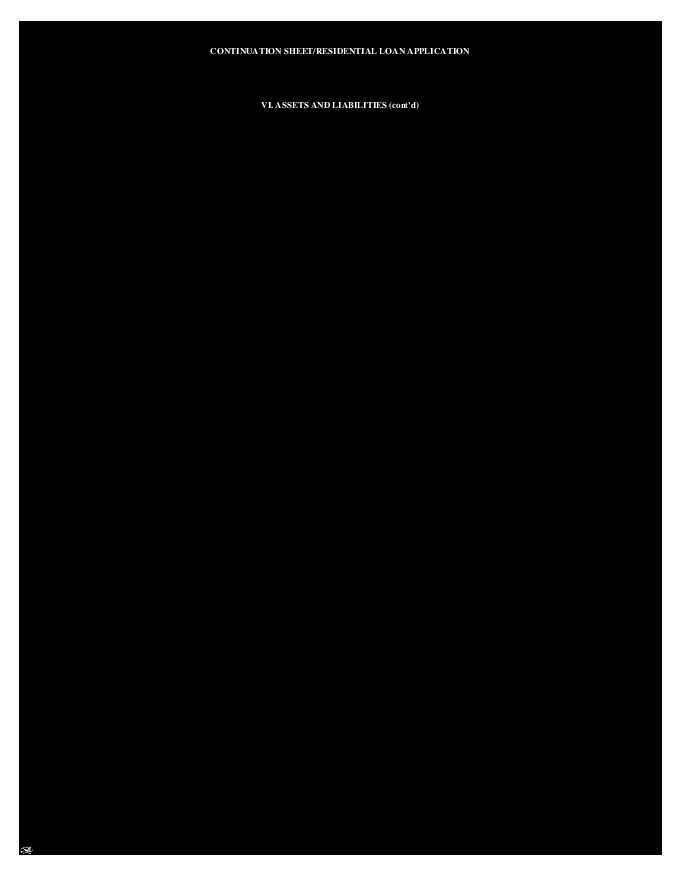 CONTINUATION SHEET/RESIDENTIAL LOAN APPLICATION
VI. ASSETS AND LIABILITIES (cont'd)